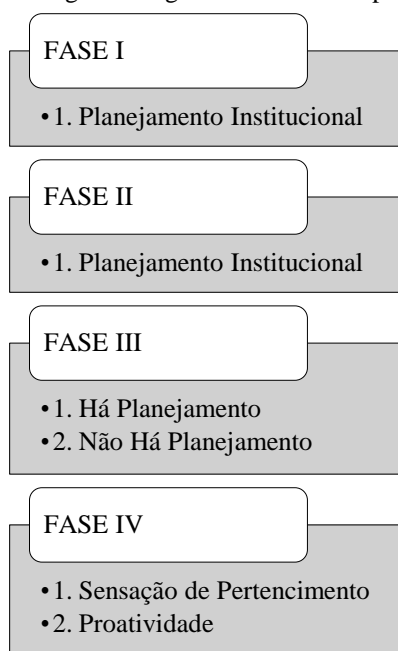 FASE I
•1. Planejamento Institucional
FASE II
•1. Planejamento Institucional
FASE III
•1. Há Planejamento
•2. Não Há Planejamento
FASE IV
•1. Sensação de Pertencimento
•2. Proatividade